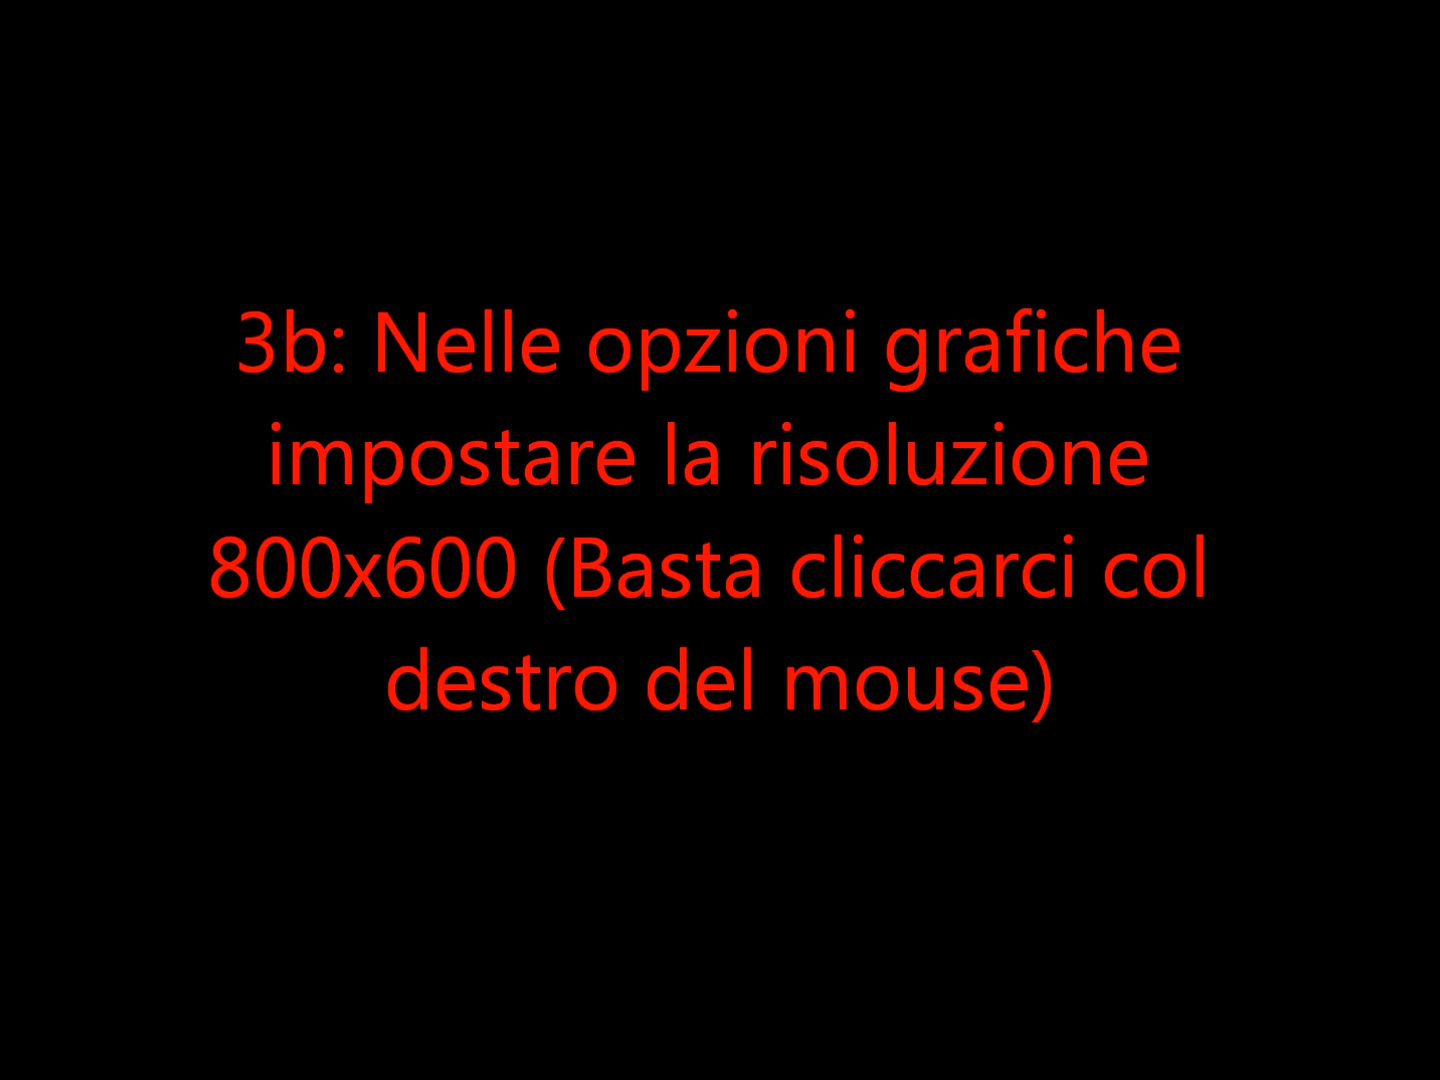 3b: Nelle opzioni grafiche
impostare la risoluzione
800x600 (Basta cliccarci col
destro del mouse)